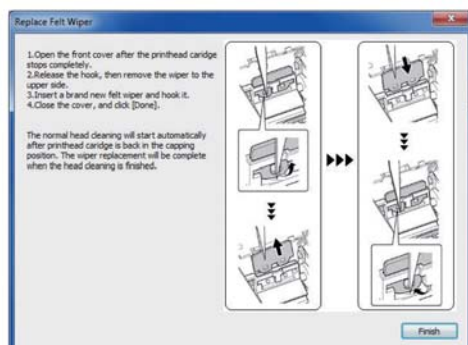 Replace Felt Wiper
1.Open the front cover after the printhead caridge
stops completely.
2.Release the hook, then remove the wiper to the
upper side.
3.Insert a brand new felt wiper and hook it.
4.Close the cover, and click [Done].
The normal head cleaning will start automatically
after printhead caridge is back in the capping
position. The wiper replacement will be complete
when the head cleaning is finished.
Finish